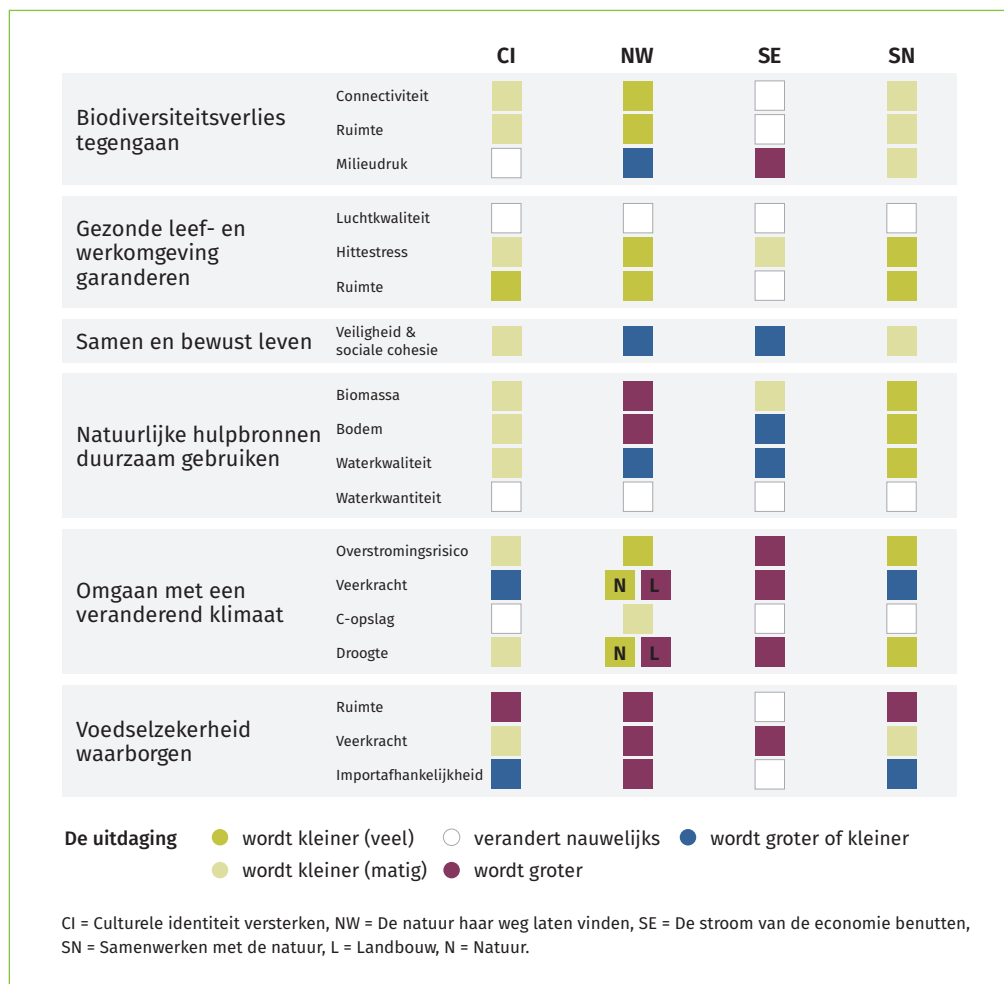 CI NW SE SN
Biodiversiteitsverlies
tegengaan
Connectiviteit
Ruimte
Milieudruk
Gezonde leef- en
werkomgeving
garanderen
Luchtkwaliteit
Hittestress
Ruimte
Samen en bewust leven
Veiligheid &
sociale cohesie
Natuurlijke hulpbronnen
duurzaam gebruiken
Biomassa
Bodem
Waterkwaliteit
Waterkwantiteit
Omgaan met een
veranderend klimaat
Overstromingsrisico
Veerkracht
N L
C-opslag
Droogte
N L
Voedselzekerheid
waarborgen
Ruimte
Veerkracht
Importafhankelijkheid
De uitdaging wordt kleiner (veel) verandert nauwelijks wordt groter of kleiner
wordt kleiner (matig) wordt groter
CI = Culturele identiteit versterken, NW = De natuur haar weg laten vinden, SE = De stroom van de economie benutten,
SN = Samenwerken met de natuur, L = Landbouw, N = Natuur.